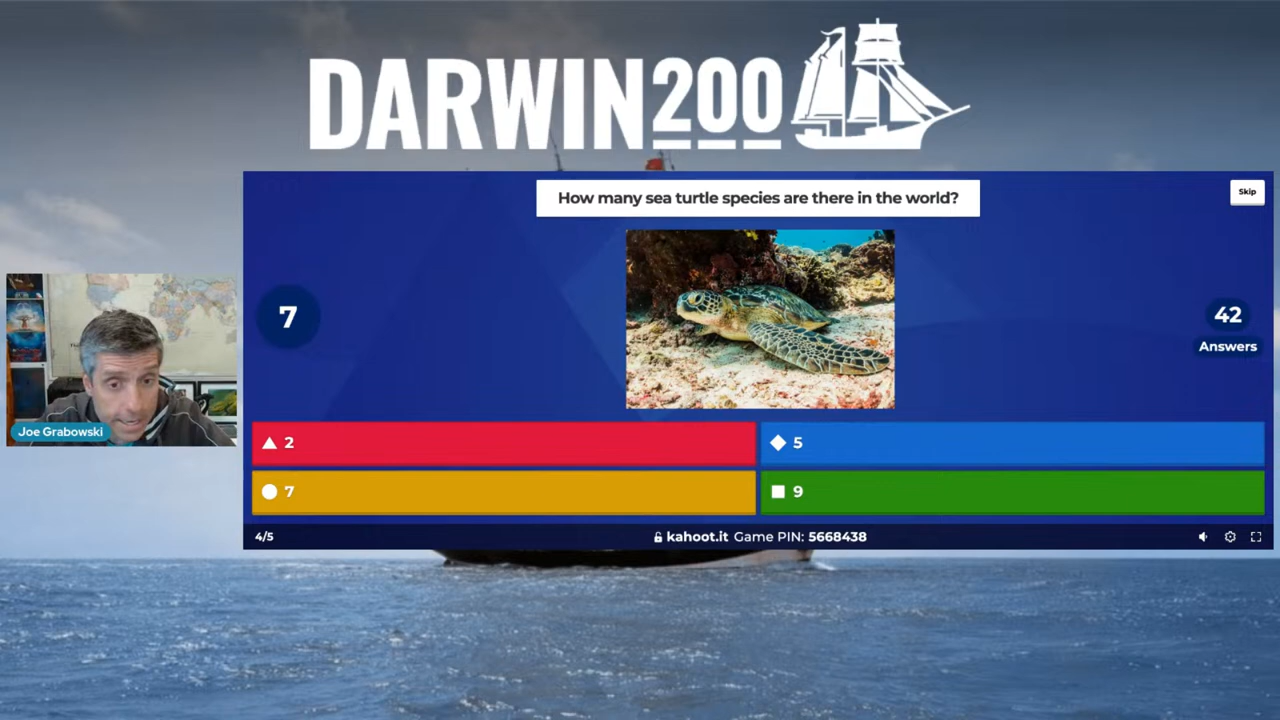 DARWIN200
How many sea turtle species are there in the world?
Skip
7
42
Answers
Joe Grabowski
2
5
7
9
4/5
kahoot.it Game PIN: 5668438